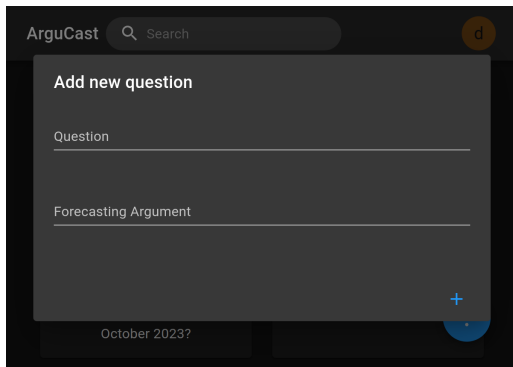 ArguCast
Search
d
Add new question
Question
Forecasting Argument
+
October 2023?